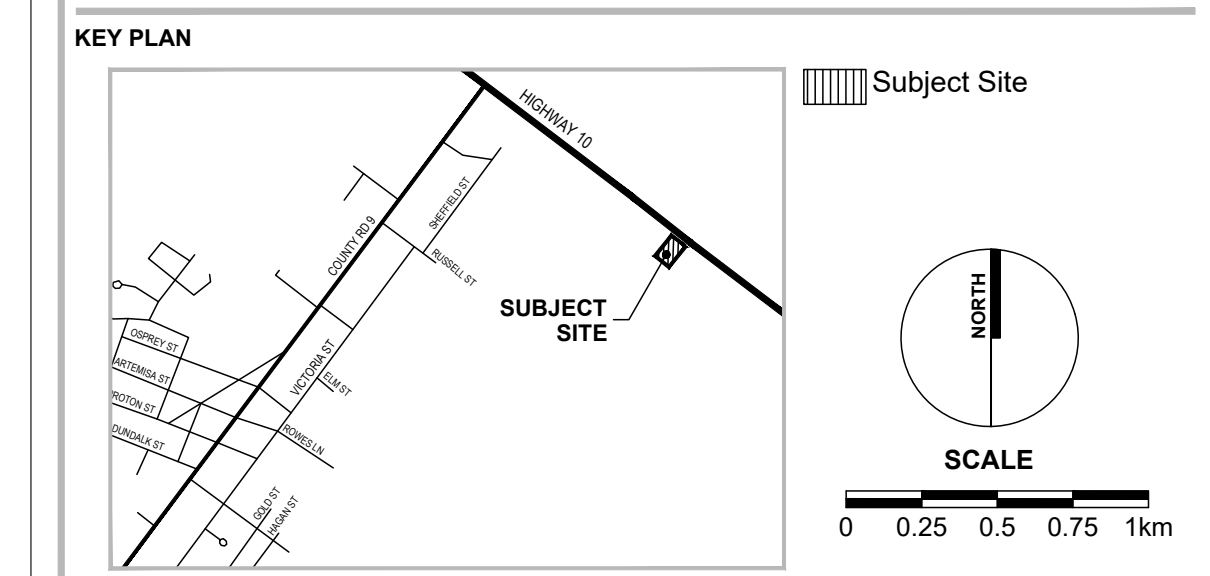 KEY PLAN
Subject Site
HIGHWAY 10
SHEFFIELD ST
COUNTY RD 9
RUSSELL ST
SUBJECT
SITE
NORTH
OSPREY ST
VICTORIA ST
ARTEMISA ST
ELM ST
ROTON ST
DUNDALK ST
ROWES LN
GOLD ST
HAGAN ST
SCALE
0 0.25 0.5 0.75 1km